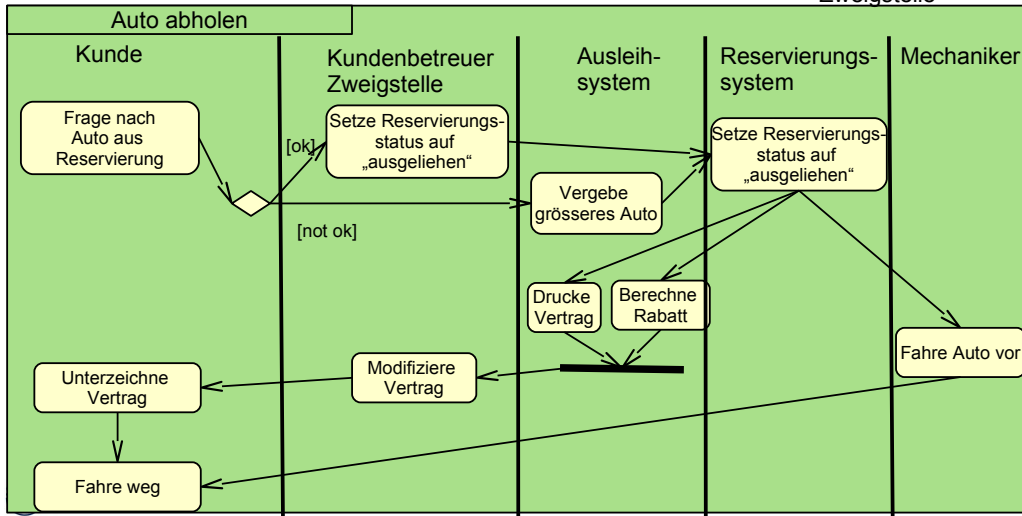 Zweigstelle
Auto abholen
Kunde
Kundenbetreuer
Zweigstelle
Ausleih-
system
Reservierungs-
system
Mechaniker
Frage nach
Auto aus
Reservierung
[ok]
Setze Reservierungs-
status auf
„ausgeliehen“
Setze Reservierungs-
status auf
„ausgeliehen“
[not ok]
Vergebe
grösseres Auto
Drucke
Vertrag
Berechne
Rabatt
Fahre Auto vor
Modifiziere
Vertrag
Unterzeichne
Vertrag
Fahre weg